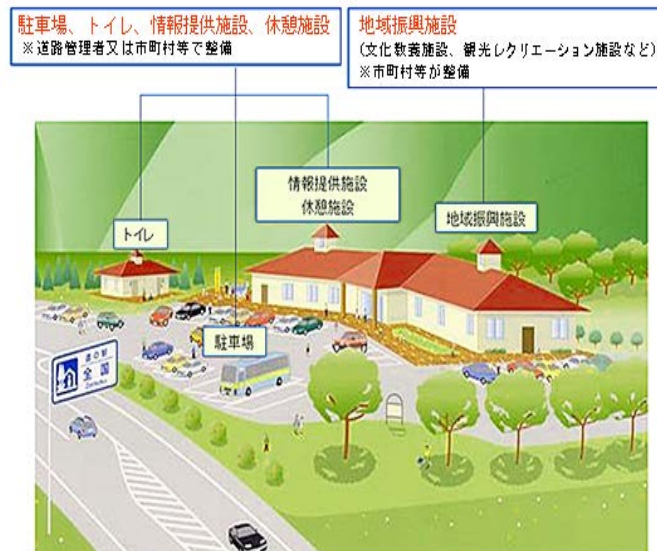 駐車場、トイレ、情報提供施設、休憩施設
※道路管理者又は市町村等で整備
地域振興施設
(文化教養施設、観光レクリエーション施設など)
※市町村等が整備
情報提供施設
休憩施設
トイレ
地域振興施設
駐車場
道の駅
全国